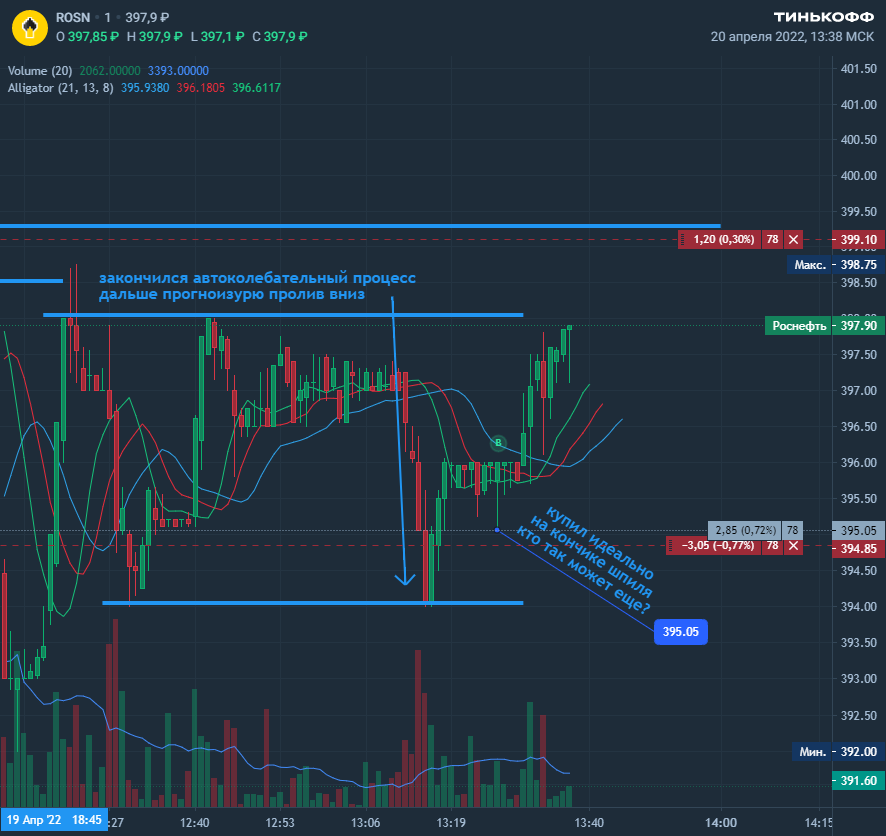 ROSN · 1 · 397,9 ₽
ТИНЬКОФФ
О 397,85 ₽ Н 397,9 ₽ L 397,1 ₽ С 397,9 ₽
20 апреля 2022, 13:38 МСК
Volume (20) 2062.00000 3393.00000
Alligator (21, 13, 8) 395.9380 396.1805 396.6117
401.50
401.00
400.50
400.00
399.50
1,20 (0,30%) 78 399.10
Макс. 398.75
закончился автоколебательный процесс
398.50
дальше прогноизурю пролив вниз
Роснефть 397.90
397.50
397.00
396.50
B
396.00
395.50
купил идеально
на кончике шпиля
кто так может еще?
2,85 (0,72%) 78 395.05
−3,05 (−0,77%) 78 394.85
394.50
394.00
395.05
393.50
393.00
392.50
Мин. 392.00
391.60
19 Апр '22 18:45 :27 12:40 12:53 13:06 13:19 13:40 14:00 14:15